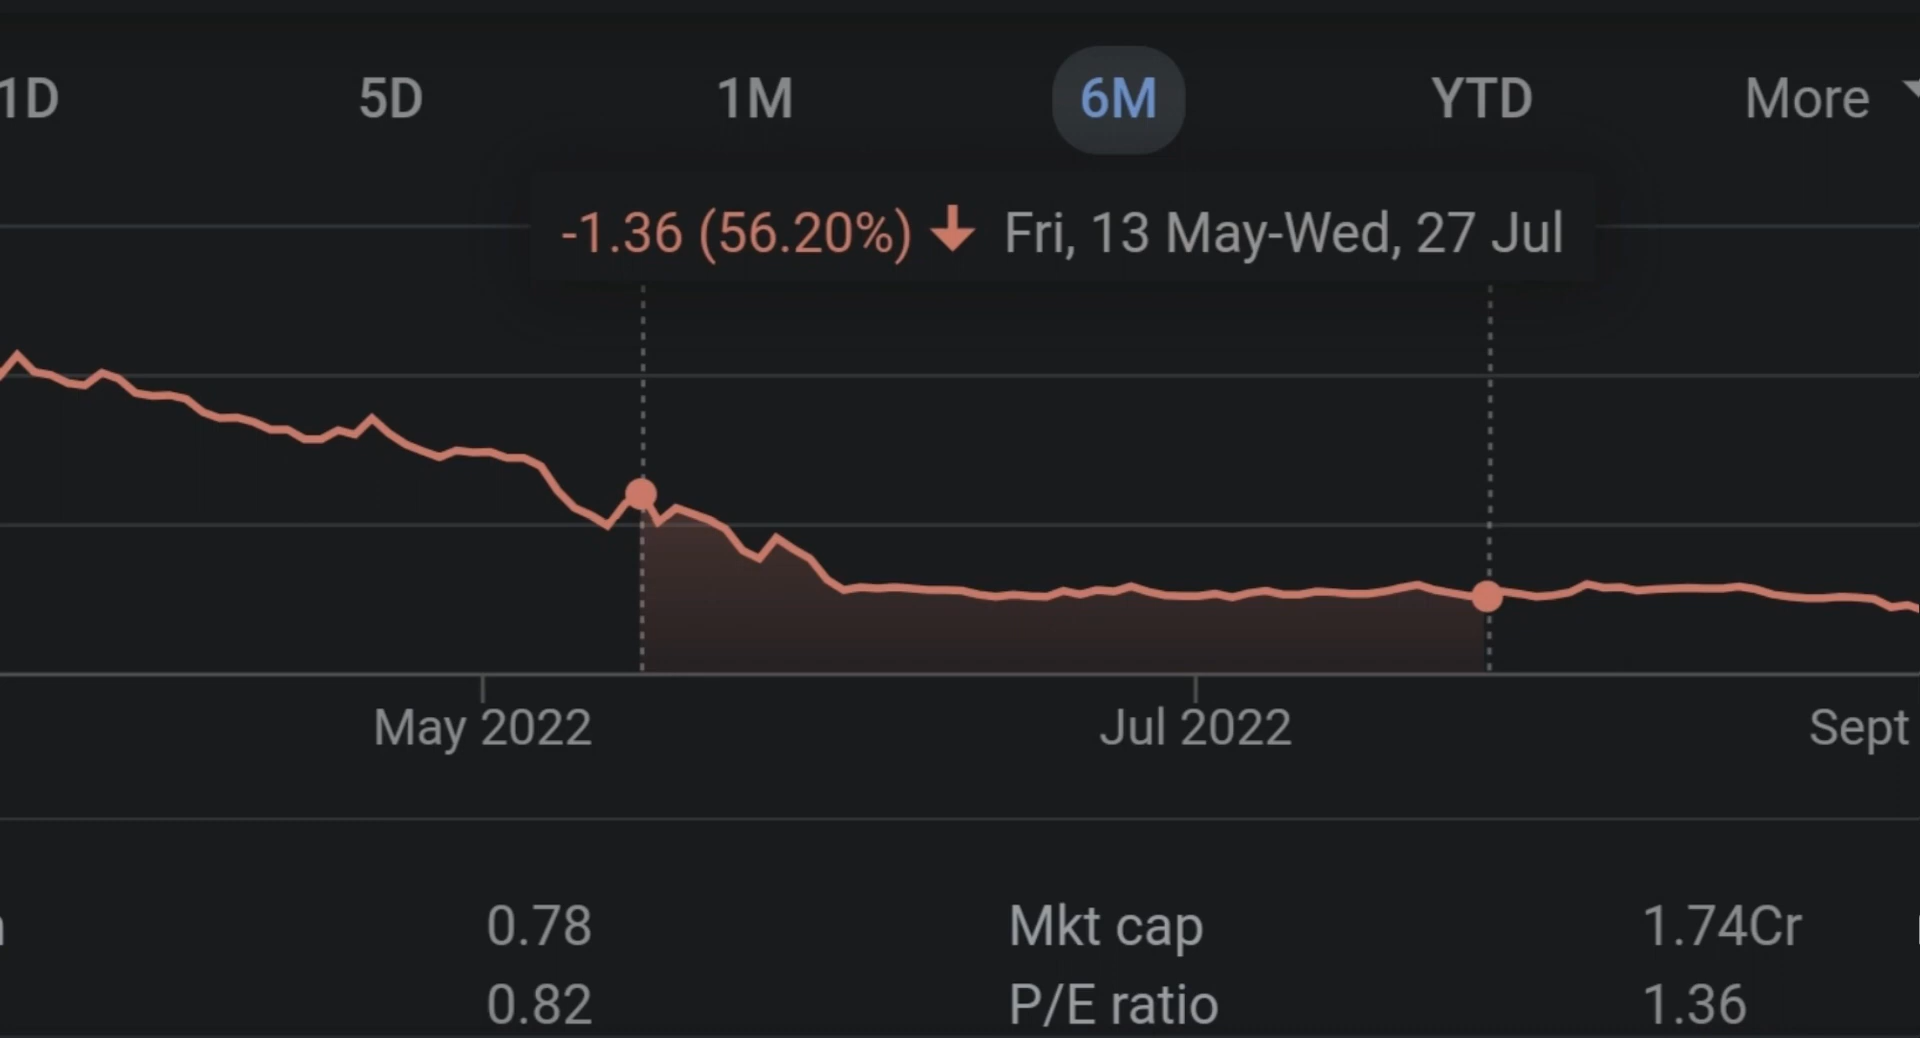 1D 5D 1M 6M YTD More
-1.36 (56.20%) Fri, 13 May-Wed, 27 Jul
May 2022 Jul 2022 Sept
0.78 Mkt cap 1.74Cr
0.82 P/E ratio 1.36